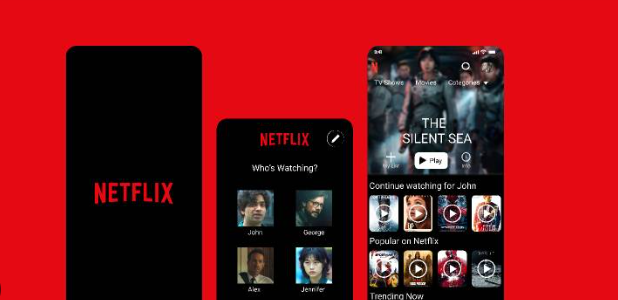 NETFLIX
NETFLIX
Who's Watching?
John
George
Alex
Jennifer
TV Shows Movies Categories
THE
SILENT SEA
Play
Continue watching for John
Popular on Netflix
Trending Now